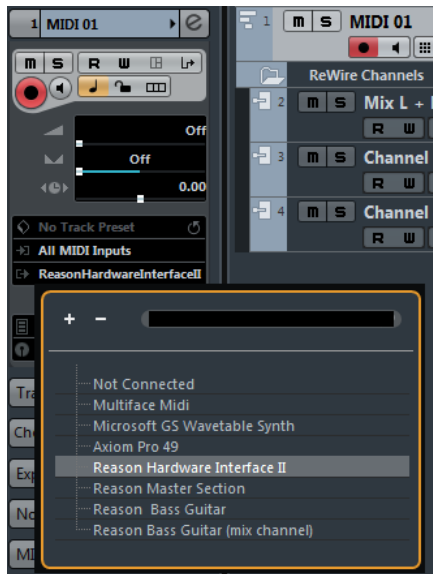 1 MIDI 01
m S R W
Off
Off
0.00
No Track Preset
All MIDI Inputs
ReasonHardwareInterfaceII
+ −
Not Connected
Multiface Midi
Microsoft GS Wavetable Synth
Axiom Pro 49
Reason Hardware Interface II
Reason Master Section
Reason Bass Guitar
Reason Bass Guitar (mix channel)
1 m S MIDI 01
ReWire Channels
2 m S Mix L +
R W
3 m S Channel
R W
4 m S Channel
R W